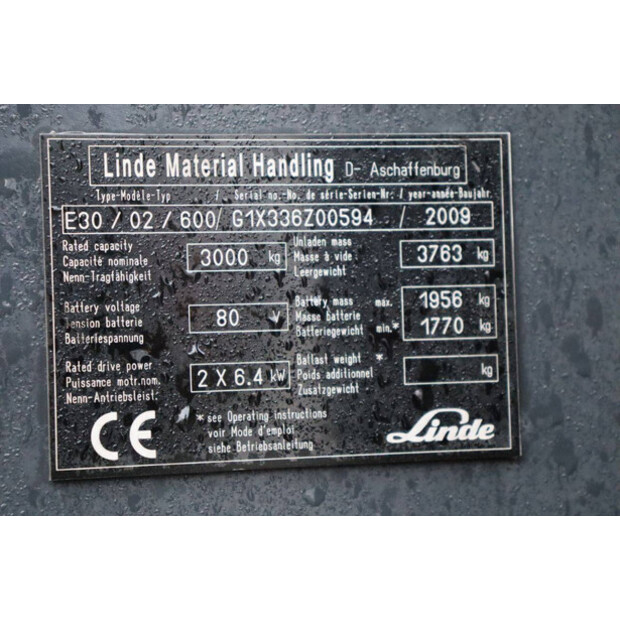 Linde Material Handling D- Aschaffenburg
Type-Modèle-Typ / Serial no.-No. de série-Serien-Nr. / year-année-Baujahr
E30 / 02 / 600 / G1X336Z00594 / 2009
Rated capacity
Capacité nominale
Nenn-Tragfähigkeit
3000 kg
Unladen mass
Masse à vide
Leergewicht
3763 kg
Battery voltage
Tension batterie
Batteriespannung
80 V
Battery mass max.
Masse batterie
Batteriegewicht min.*
1956 kg
1770 kg
Rated drive power
Puissance motr.nom.
Nenn-Antriebsleist.
2 X 6.4 kW
Ballast weight *
Poids additionnel
Zusatzgewicht
kg
CE
* see Operating instructions
voir Mode d'emploi
siehe Betriebsanleitung
Linde